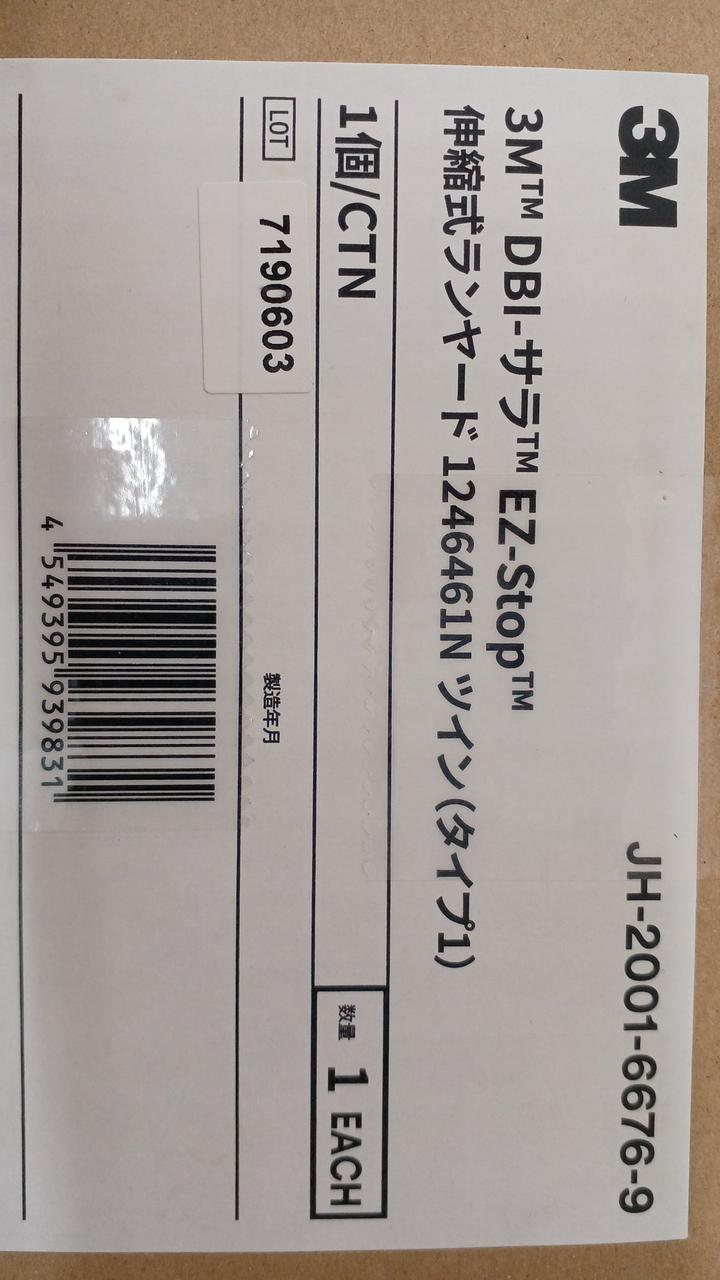 3M
JH-2001-6676-9
3M™ DBI-サラ™ EZ-Stop™
伸縮式ランヤード 1246461N ツイン(タイプ1)
1個/CTN
数量 1 EACH
LOT 7190603
製造年月
4 549395 939831